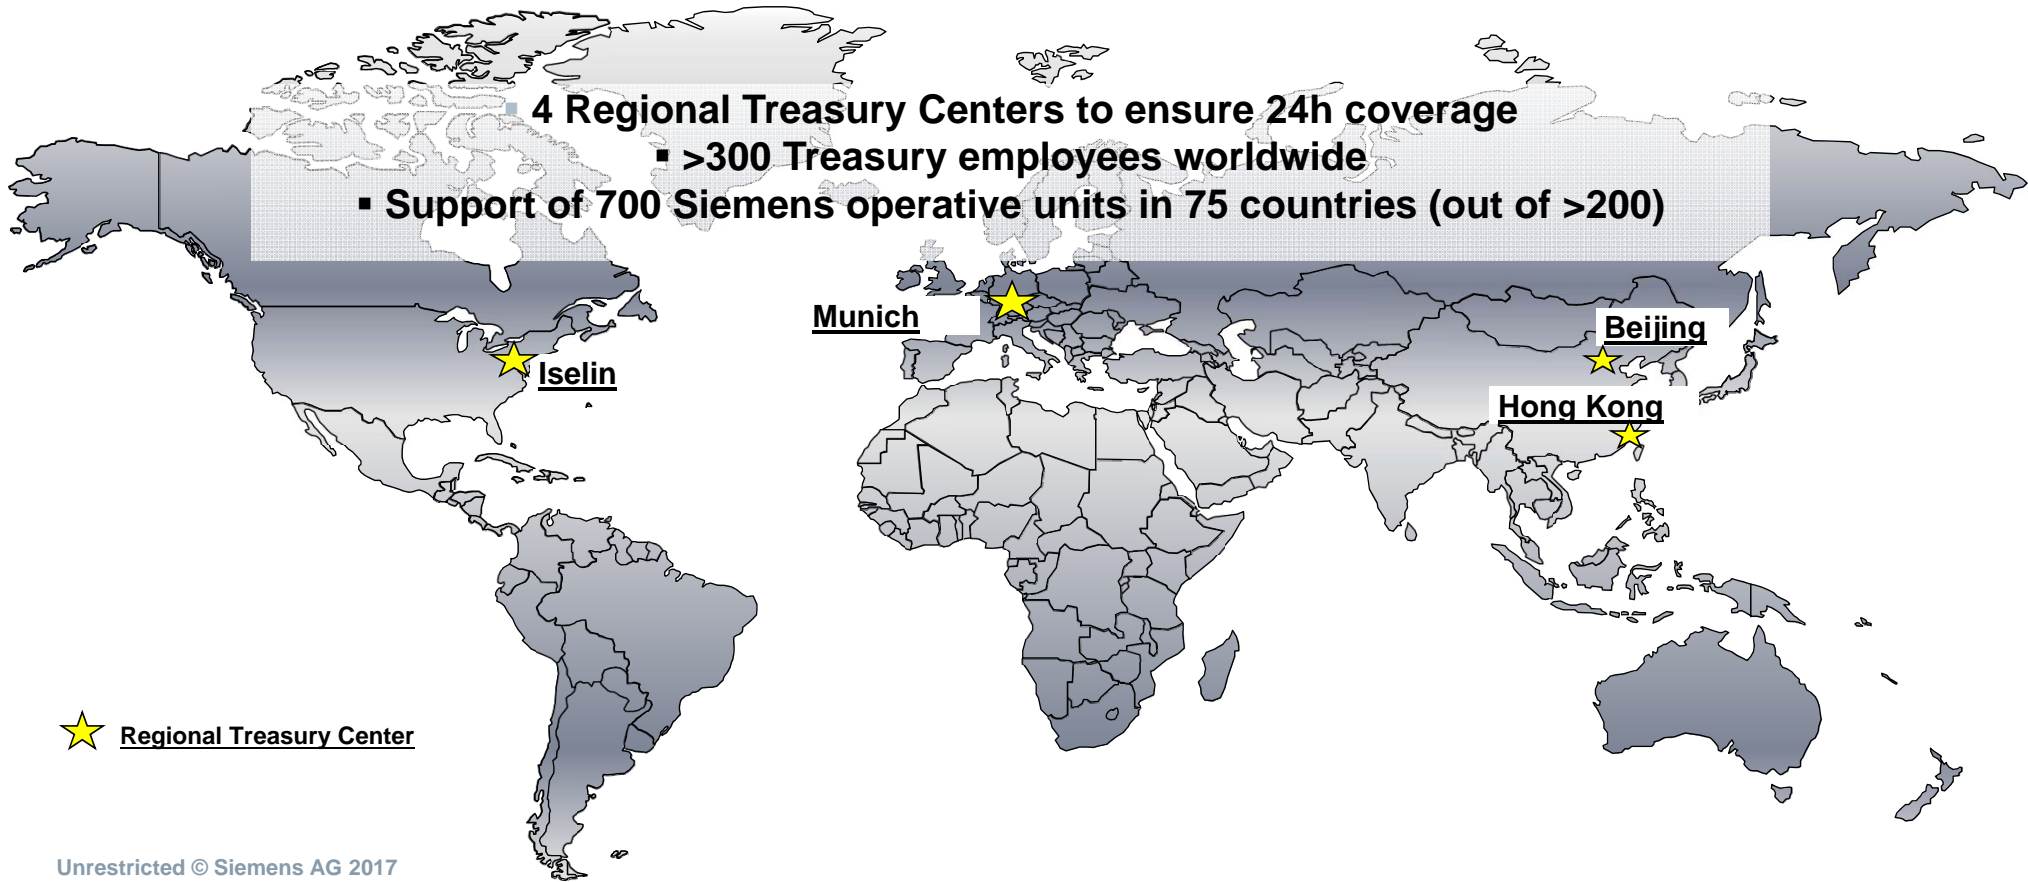 ▪ 4 Regional Treasury Centers to ensure 24h coverage
▪ >300 Treasury employees worldwide
▪ Support of 700 Siemens operative units in 75 countries (out of >200)
Munich
Beijing
Iselin
Hong Kong
Regional Treasury Center
Unrestricted © Siemens AG 2017